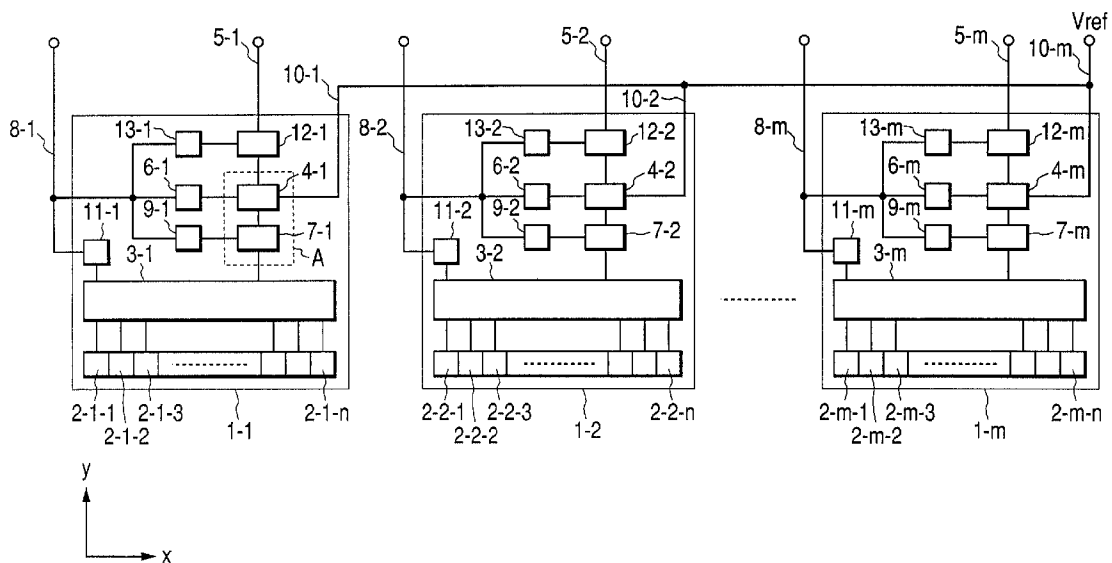 Vref
5-1 5-2 5-m 10-m
10-1 10-2
8-1 13-1 12-1 8-2 13-2 12-2 8-m 13-m 12-m
6-1 4-1 6-2 4-2 6-m 4-m
11-1 9-1 7-1 11-2 9-2 7-2 11-m 9-m 7-m
3-1 A 3-2 3-m
2-1-1 2-1-3 2-1-n 2-2-1 2-2-3 2-2-n 2-m-1 2-m-3 2-m-n
2-1-2 1-1 2-2-2 1-2 2-m-2 1-m
y
x